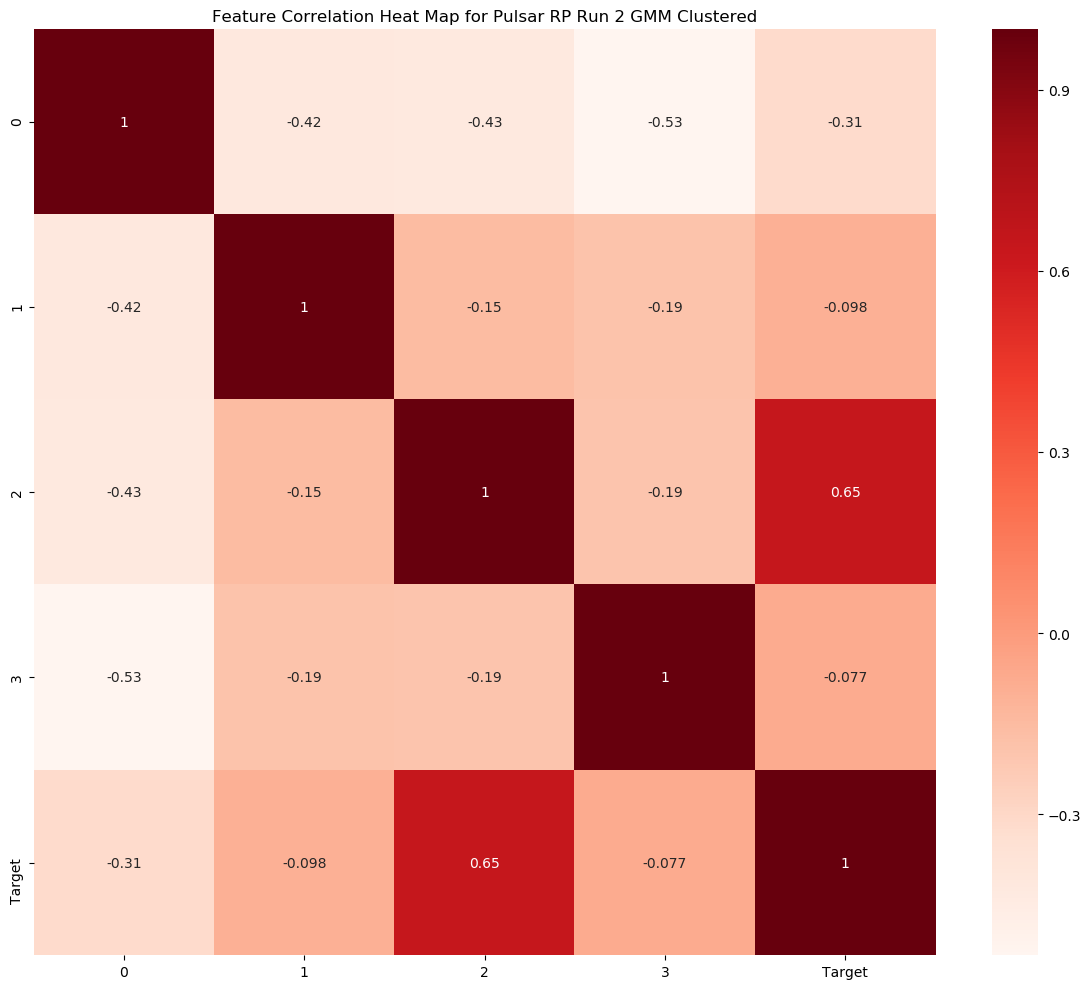 Feature Correlation Heat Map for Pulsar RP Run 2 GMM Clustered
0 1 -0.42 -0.43 -0.53 -0.31
1 -0.42 1 -0.15 -0.19 -0.098
2 -0.43 -0.15 1 -0.19 0.65
3 -0.53 -0.19 -0.19 1 -0.077
Target -0.31 -0.098 0.65 -0.077 1
0 1 2 3 Target
0.9
0.6
0.3
0.0
−0.3